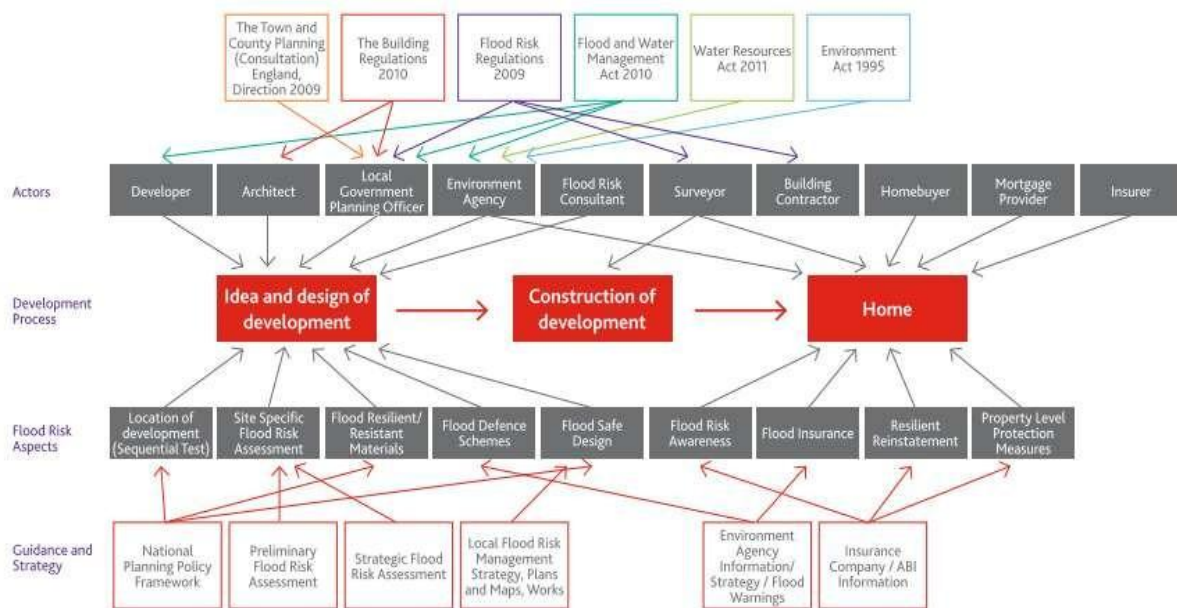 The Town and
County Planning
(Consultation)
England,
Direction 2009
The Building
Regulations
2010
Flood Risk
Regulations
2009
Flood and Water
Management
Act 2010
Water Resources
Act 2011
Environment
Act 1995
Actors
Developer
Architect
Local
Government
Planning Officer
Environment
Agency
Flood Risk
Consultant
Surveyor
Building
Contractor
Homebuyer
Mortgage
Provider
Insurer
Development
Process
Idea and design of
development
Construction of
development
Home
Flood Risk
Aspects
Location of
development
(Sequential Test)
Site Specific
Flood Risk
Assessment
Flood Resilient/
Resistant
Materials
Flood Defence
Schemes
Flood Safe
Design
Flood Risk
Awareness
Flood Insurance
Resilient
Reinstatement
Property Level
Protection
Measures
Guidance and
Strategy
National
Planning Policy
Framework
Preliminary
Flood Risk
Assessment
Strategic Flood
Risk Assessment
Local Flood Risk
Management
Strategy, Plans
and Maps, Works
Environment
Agency
Information/
Strategy / Flood
Warnings
Insurance
Company / ABI
Information